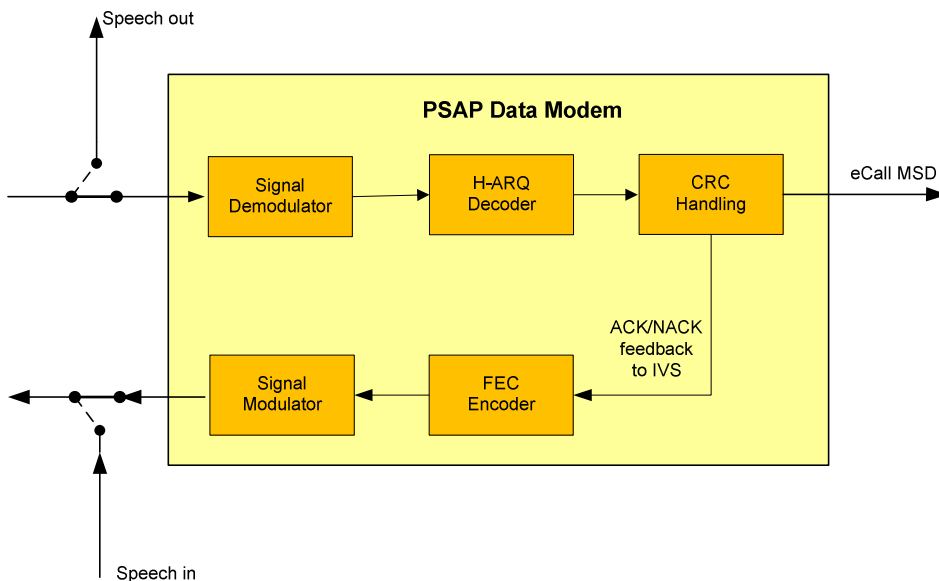 Speech out
PSAP Data Modem
Signal
Demodulator
H-ARQ
Decoder
CRC
Handling
eCall MSD
ACK/NACK
feedback
to IVS
Signal
Modulator
FEC
Encoder
Speech in